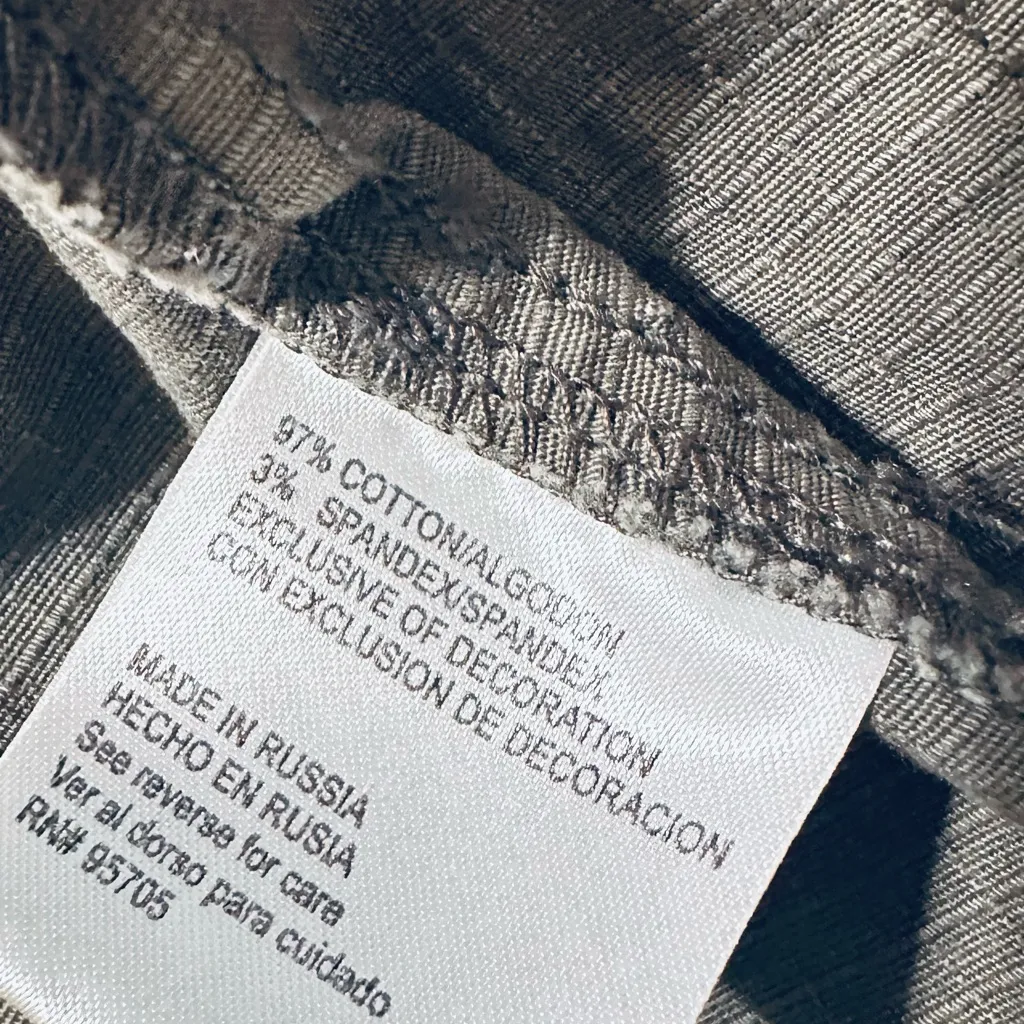 97% COTTON/ALGODON
3% SPANDEX/SPANDEX
EXCLUSIVE OF DECORATION
CON EXCLUSION DE DECORACION
MADE IN RUSSIA
HECHO EN RUSIA
See reverse for care
Ver al dorso para cuidado
RN# 95705